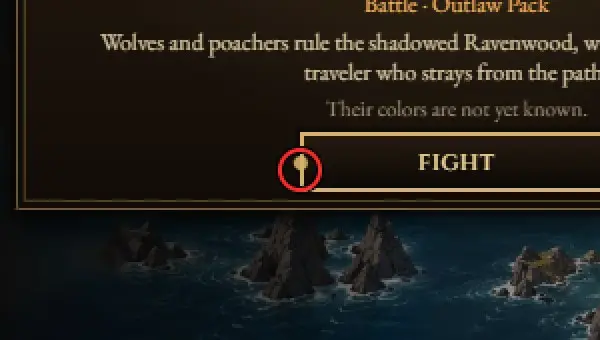 Battle - Outlaw Pack
Wolves and poachers rule the shadowed Ravenwood,
traveler who strays from the path
Their colors are not yet known.
FIGHT